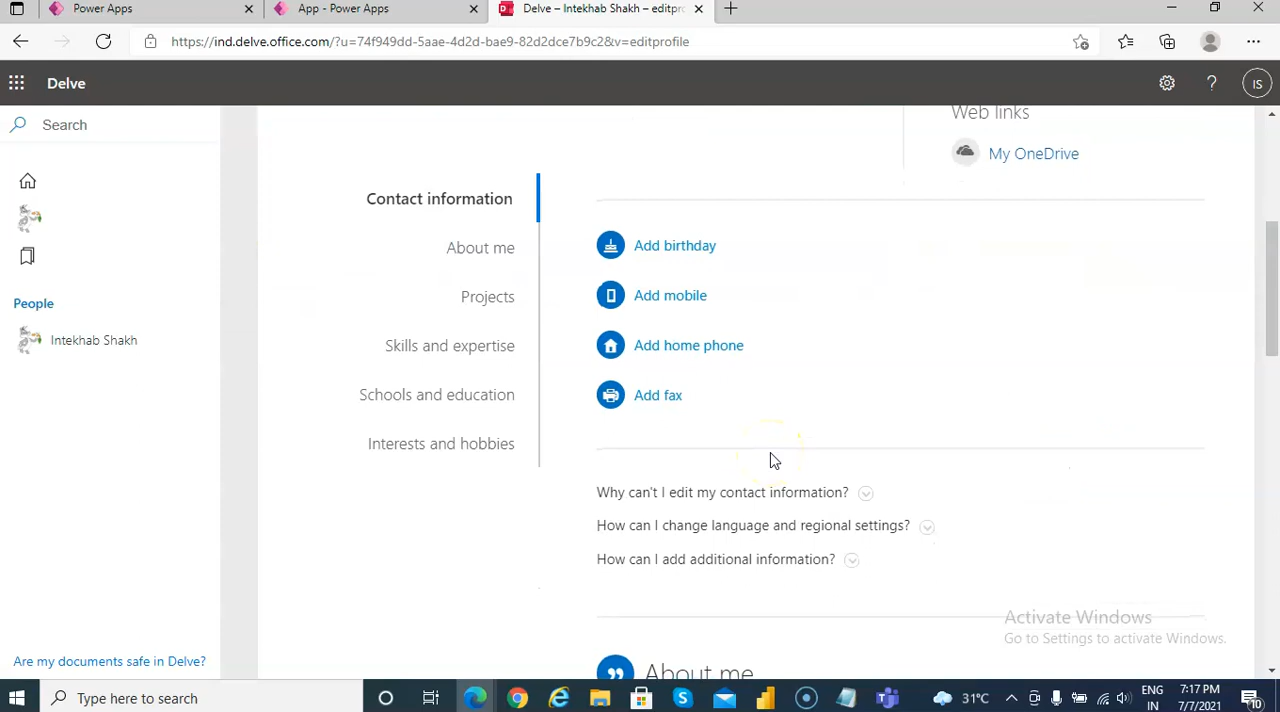 Power Apps
App - Power Apps
Delve – Intekhab Shakh – editpro
https://ind.delve.office.com/?u=74f949dd-5aae-4d2d-bae9-82d2dce7b9c2&v=editprofile
Delve
? IS
Search
Web links
My OneDrive
Contact information
About me
Projects
Skills and expertise
Schools and education
Interests and hobbies
Add birthday
Add mobile
Add home phone
Add fax
People
Intekhab Shakh
Why can't I edit my contact information?
How can I change language and regional settings?
How can I add additional information?
Activate Windows
Go to Settings to activate Windows.
Are my documents safe in Delve?
About me
Type here to search
31°C
ENG
IN
7:17 PM
7/7/2021
10